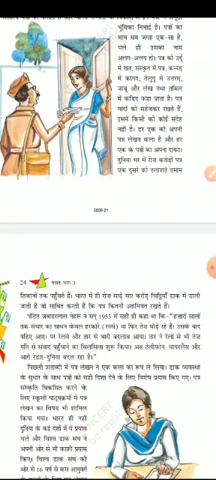 भूमिका निभाई है। पत्रों का
भाव सब जगह एक-सा है,
भले ही उसका नाम
अलग-अलग हो। पत्र को उर्दू
में खत, संस्कृत में पत्र, कन्नड़
में कागद, तेलुगु में उत्तरम्,
जाबू और लेख तथा तमिल
में कडिद कहा जाता है। पत्र
यादों को सहेजकर रखते हैं,
इसमें किसी को कोई संदेह
नहीं है। हर एक की अपनी
पत्र लेखन कला है और हर
एक के पत्रों का अपना दायरा।
दुनिया भर में रोज करोड़ों पत्र
एक दूसरे को तलाशते तमाम
2020-21
24 वसंत भाग 3
ठिकानों तक पहुँचते हैं। भारत में ही रोज साढ़े चार करोड़ चिट्ठियाँ डाक में डाली
जाती हैं जो साबित करती हैं कि पत्र कितनी अहमियत रखते हैं।
पंडित जवाहरलाल नेहरू ने सन् 1953 में सही ही कहा था कि—"हजारों सालों
तक संचार का साधन केवल हरकारे (रनर्स) या फिर तेज घोड़े रहे हैं। उसके बाद
पहिए आए। पर रेलवे और तार से भारी बदलाव आया। तार ने रेलों से भी तेज
गति से संवाद पहुँचाने का सिलसिला शुरू किया। अब टेलीफोन, वायरलैस और
आगे रेडार-दुनिया बदल रहा है।"
पिछली शताब्दी में पत्र लेखन ने एक कला का रूप ले लिया। डाक व्यवस्था
के सुधार के साथ पत्रों को सही दिशा देने के लिए विशेष प्रयास किए गए। पत्र
संस्कृति विकसित करने के
लिए स्कूली पाठ्यक्रमों में पत्र
लेखन का विषय भी शामिल
किया गया। भारत ही नहीं
दुनिया के कई देशों में ये प्रयास
चले और विश्व डाक संघ ने
अपनी ओर से भी काफी प्रयास
किए। विश्व डाक संघ की
ओर से 16 वर्ष से कम आयुवर्ग